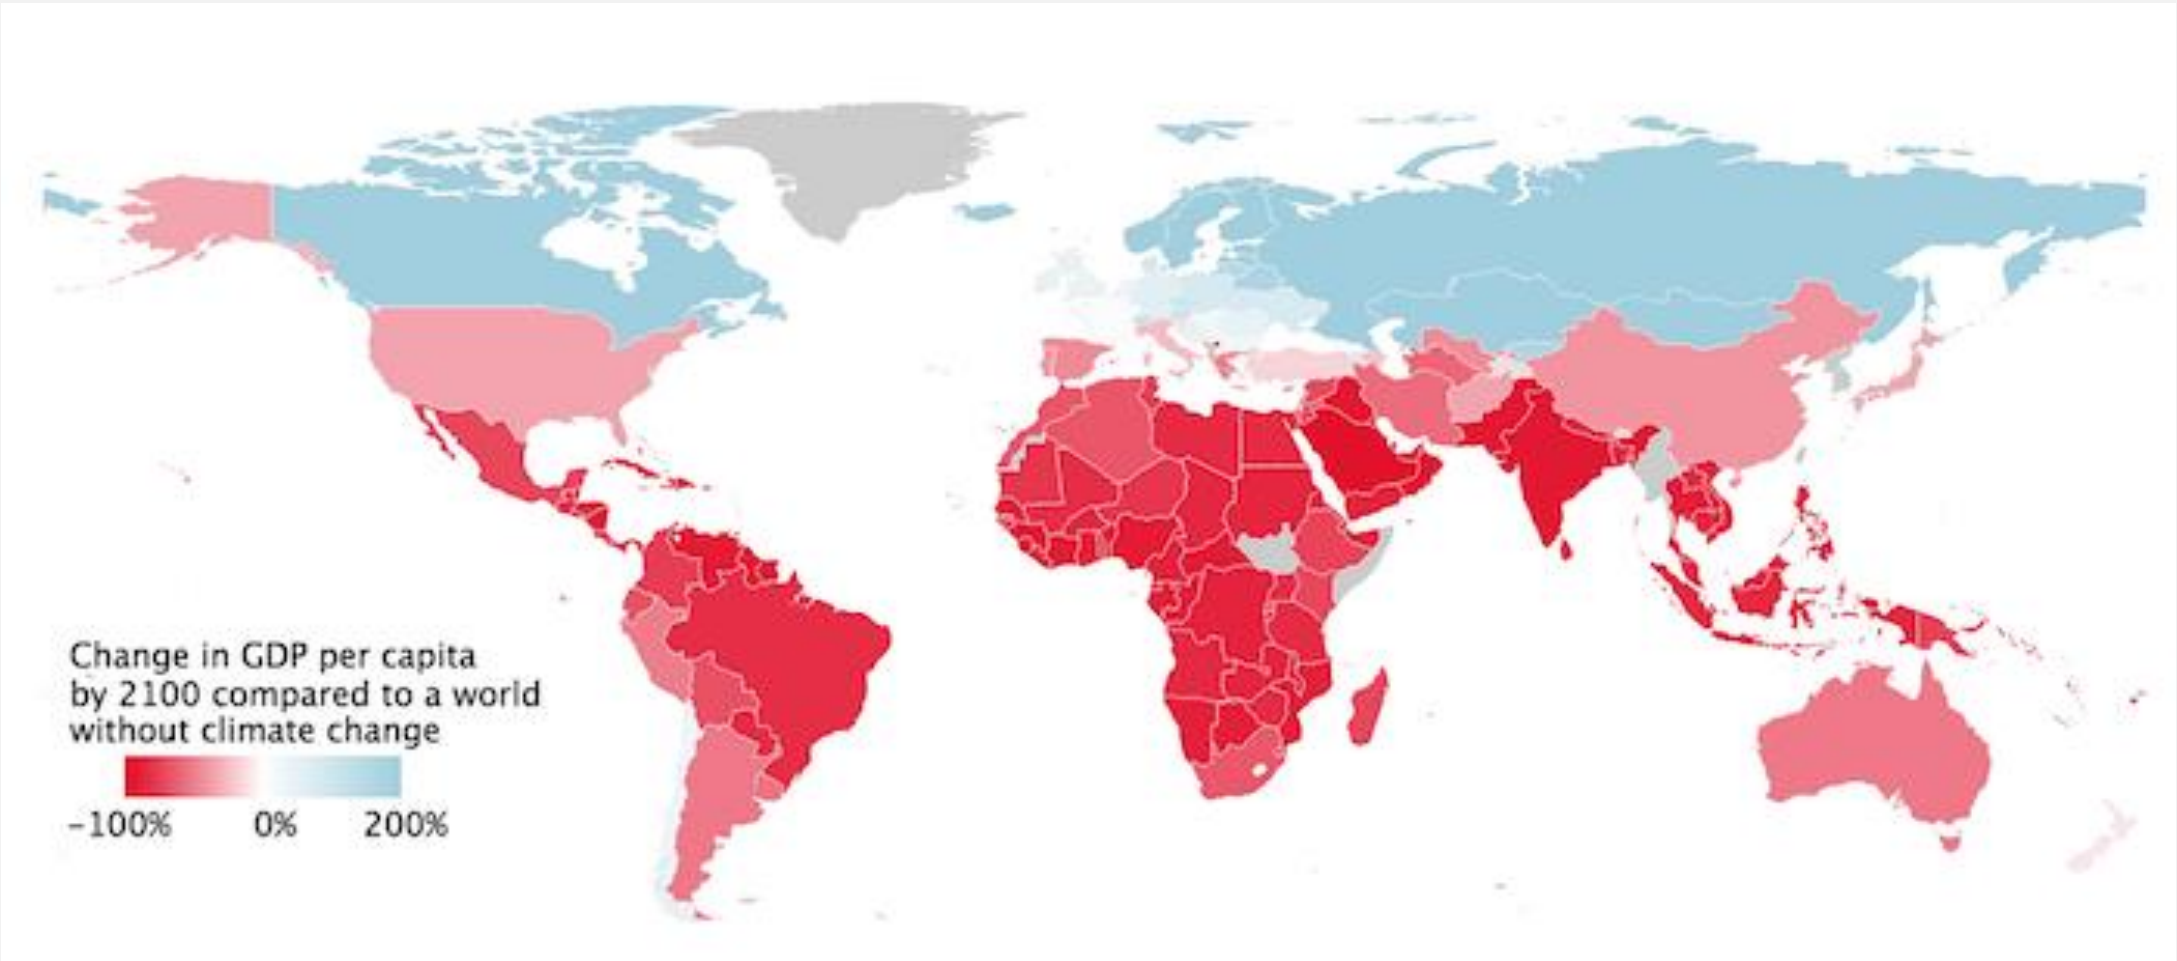 Change in GDP per capita
by 2100 compared to a world
without climate change
-100% 0% 200%